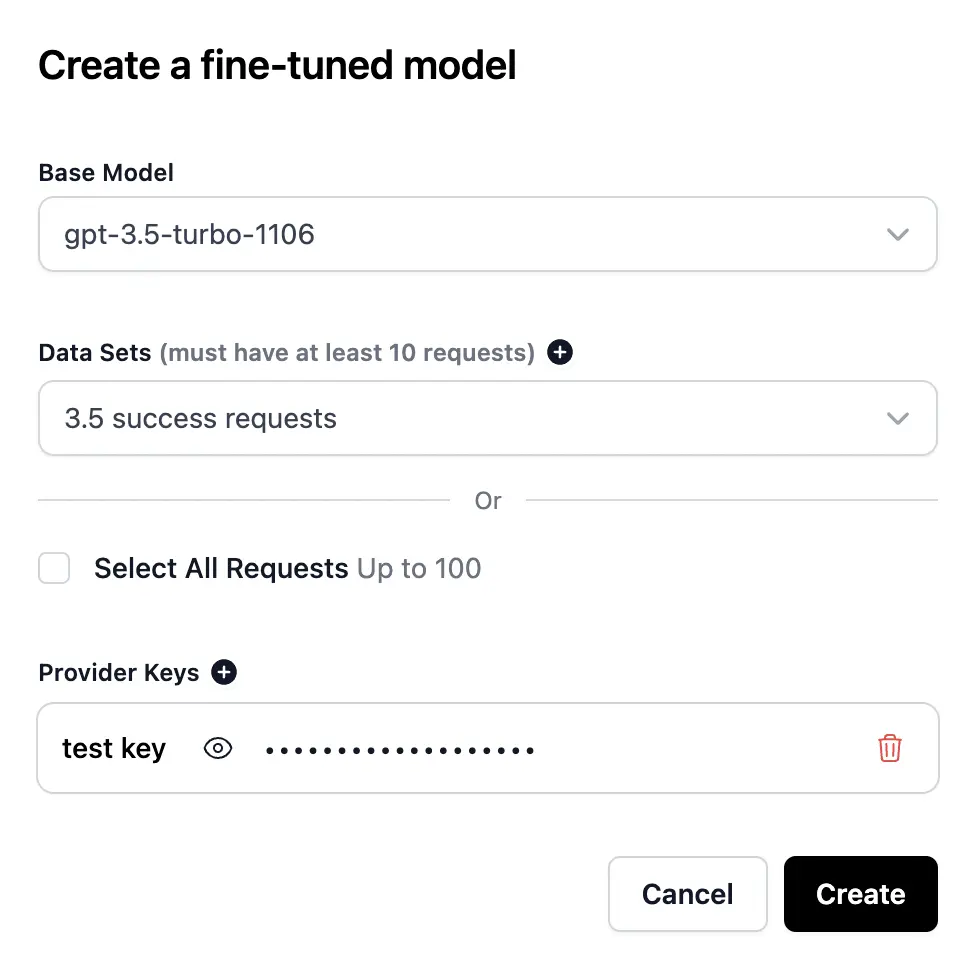 Create a fine-tuned model
Base Model
gpt-3.5-turbo-1106
Data Sets (must have at least 10 requests)
3.5 success requests
Or
Select All Requests Up to 100
Provider Keys
test key •••••••••••••••••••
Cancel Create